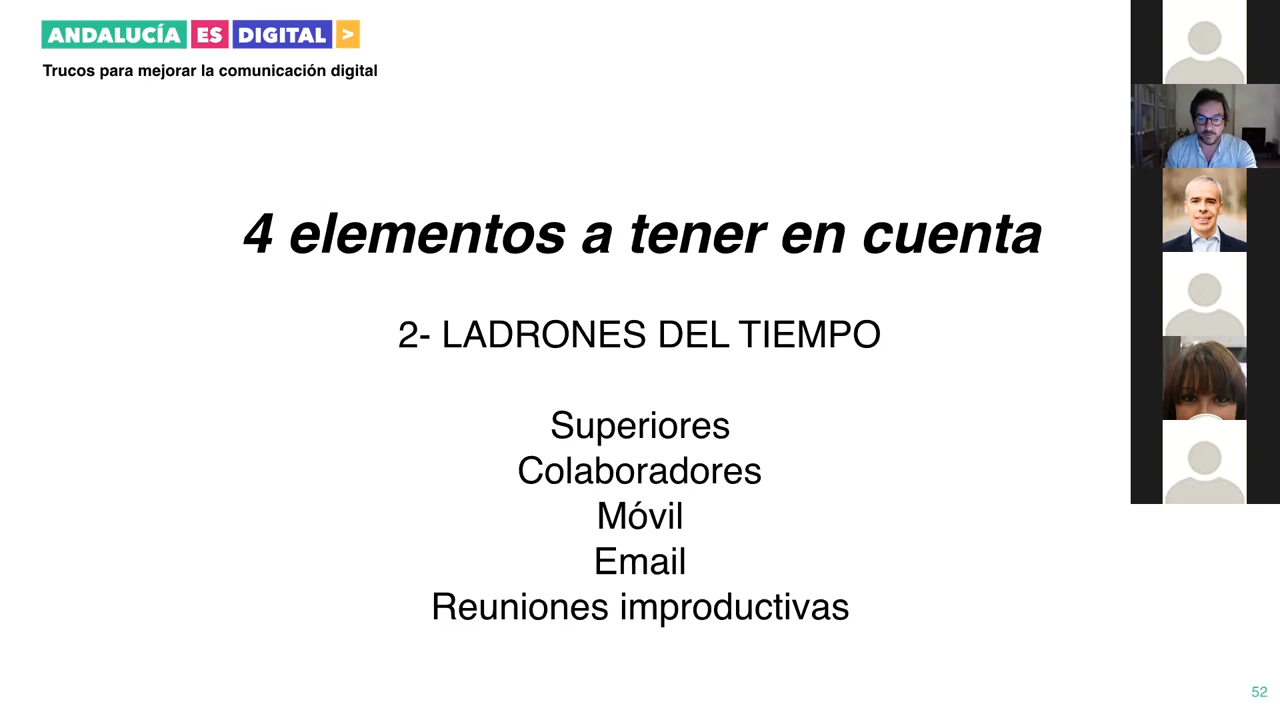 ANDALUCÍA ES DIGITAL >
Trucos para mejorar la comunicación digital
4 elementos a tener en cuenta
2- LADRONES DEL TIEMPO
Superiores
Colaboradores
Móvil
Email
Reuniones improductivas
52